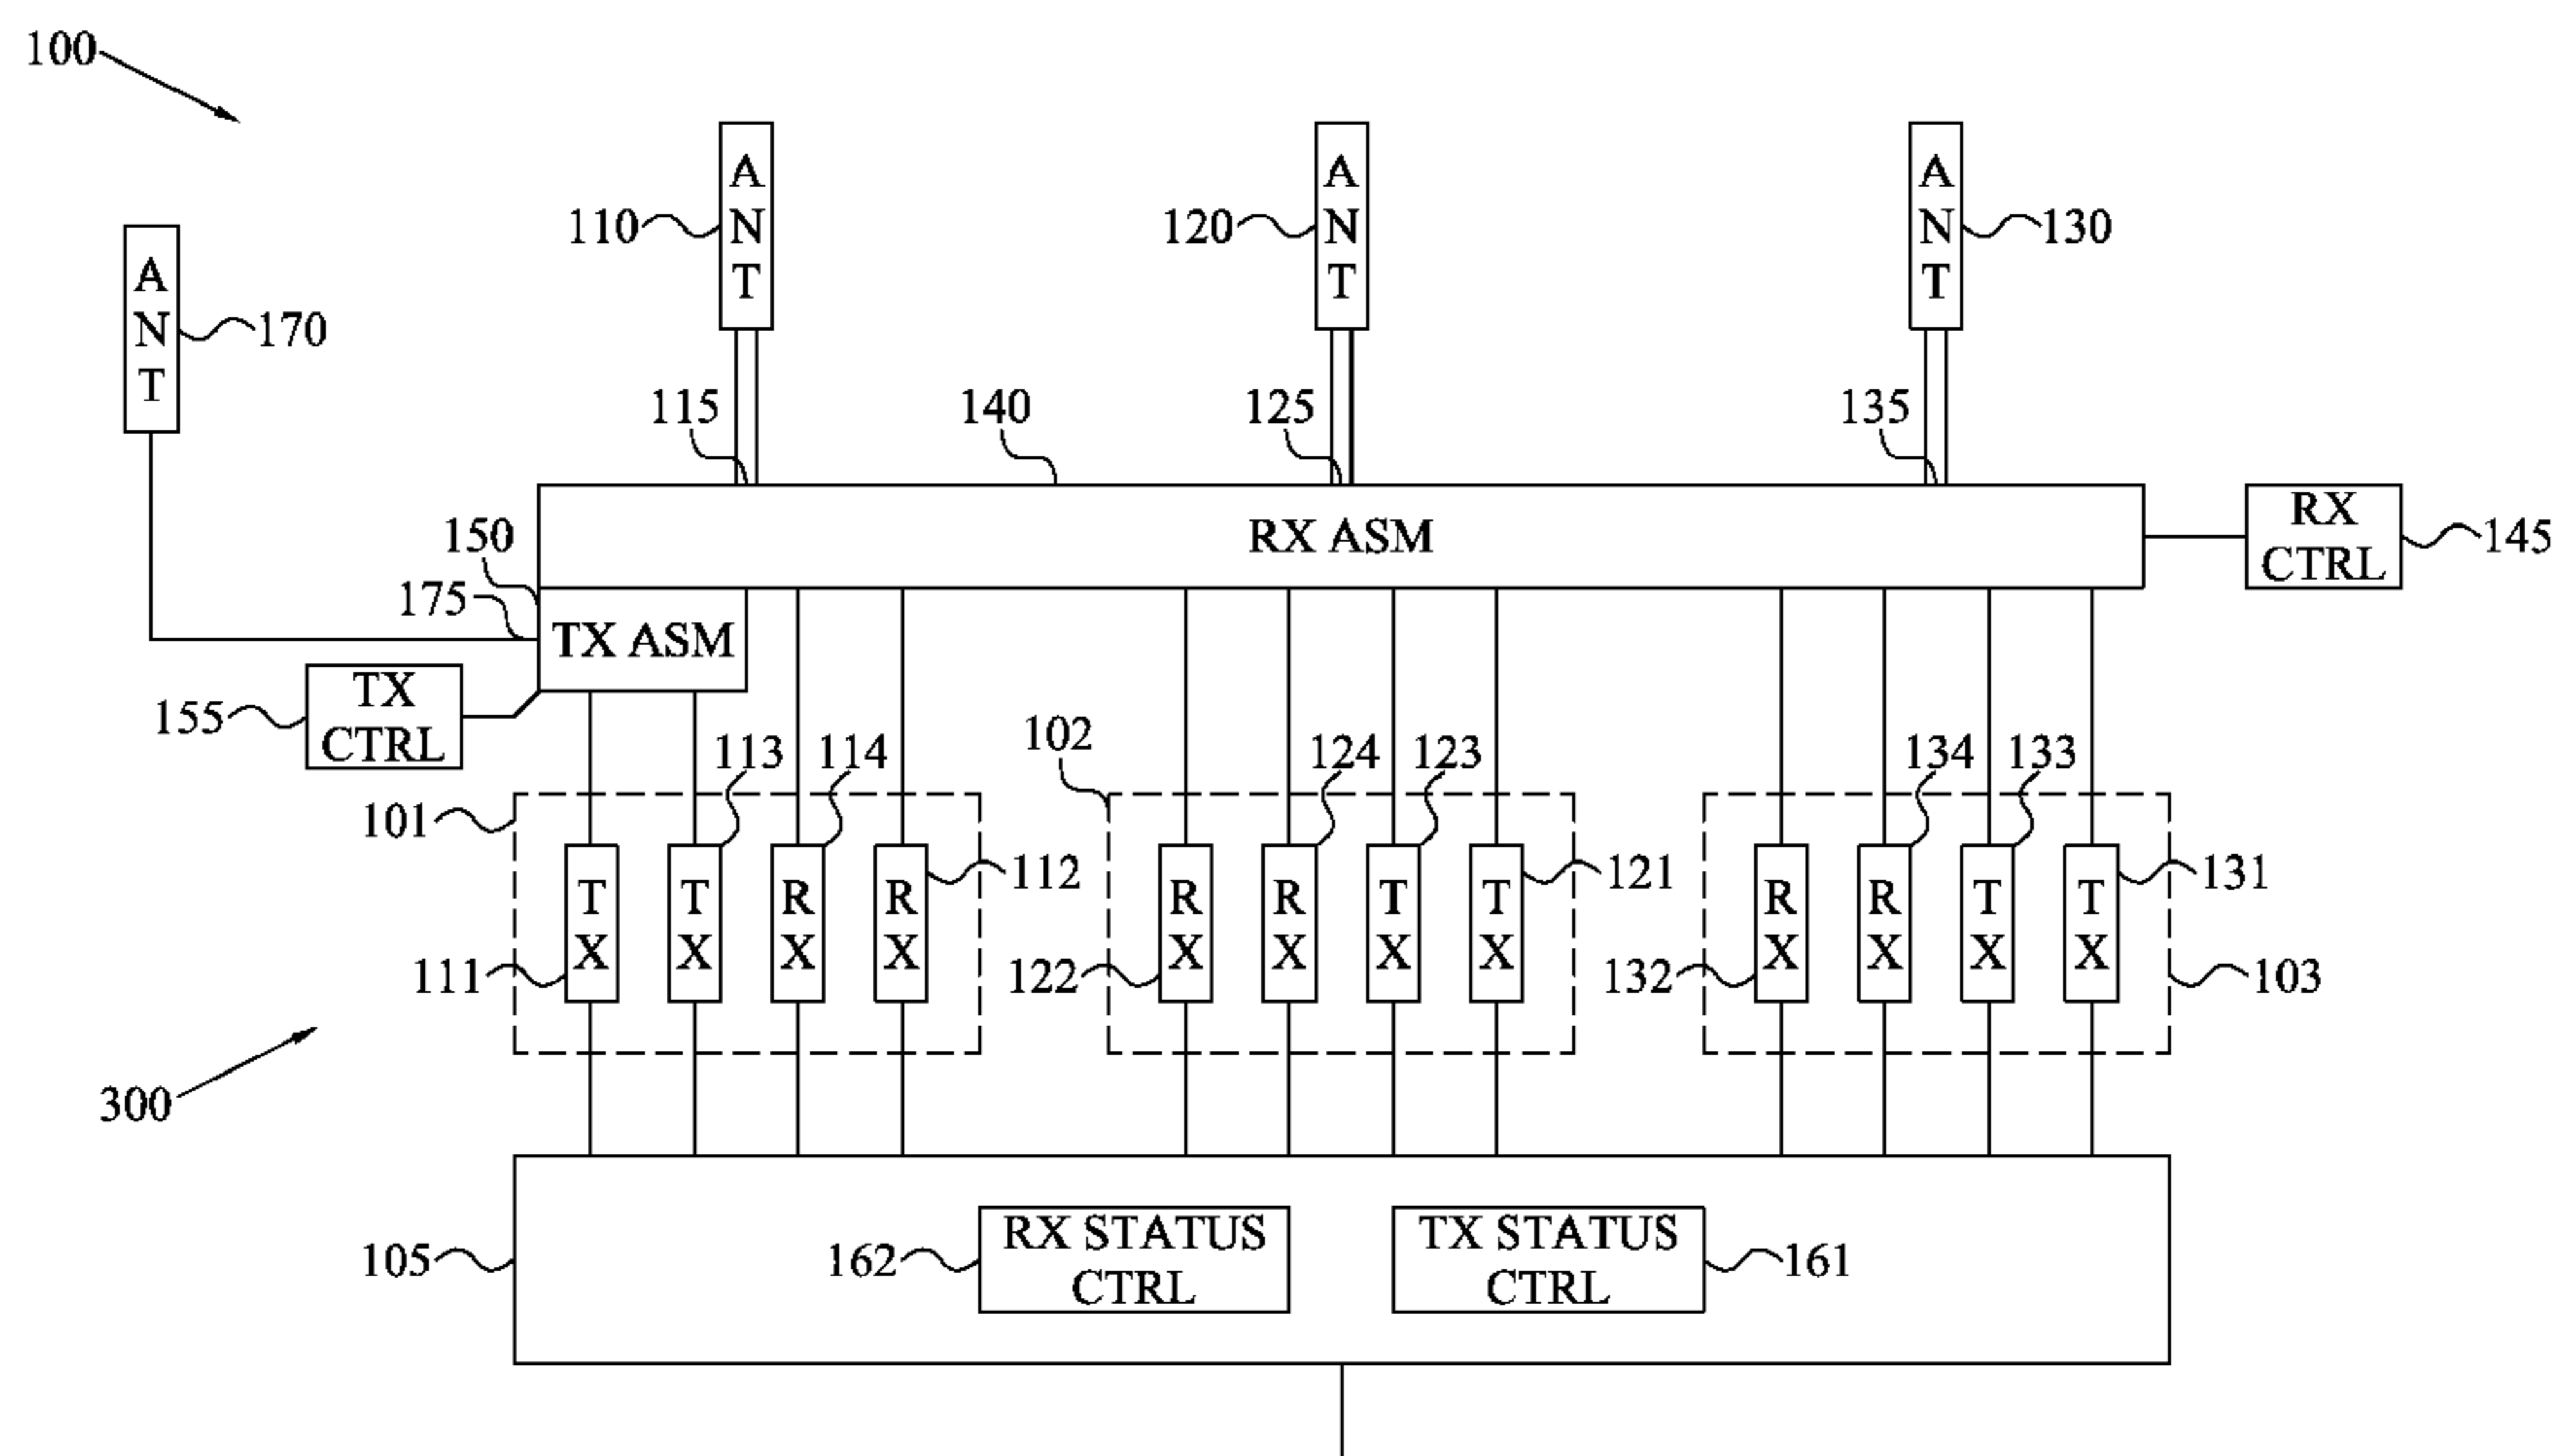 100
A
N
T
110
A
N
T
120
A
N
T
130
A
N
T
170
115
140
125
135
RX ASM
RX
CTRL
145
150
175
TX ASM
TX
CTRL
155
113
114
102
124
123
134
133
101
T
X
T
X
R
X
R
X
112
R
X
R
X
T
X
T
X
121
R
X
R
X
T
X
T
X
131
111
122
132
103
300
105
162
RX STATUS
CTRL
TX STATUS
CTRL
161